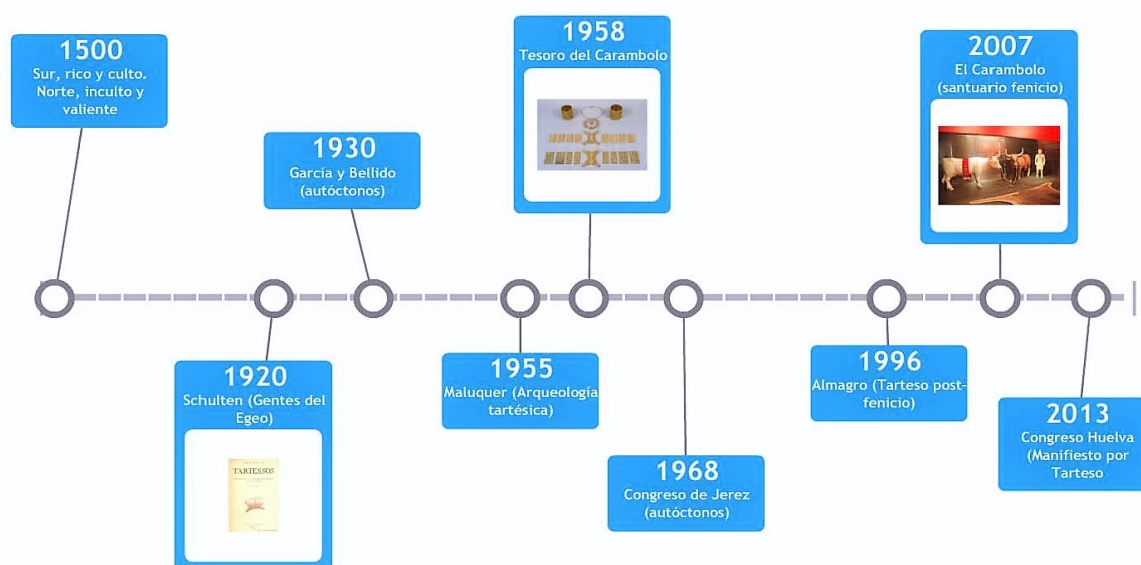 1500
Sur, rico y culto.
Norte, inculto y
valiente
1920
Schulten (Gentes del
Egeo)
TARTESSOS
1930
García y Bellido
(autóctonos)
1955
Maluquer (Arqueología
tartésica)
1958
Tesoro del Carambolo
1968
Congreso de Jerez
(autóctonos)
1996
Almagro (Tarteso post-
fenicio)
2007
El Carambolo
(santuario fenicio)
2013
Congreso Huelva
(Manifiesto por
Tarteso